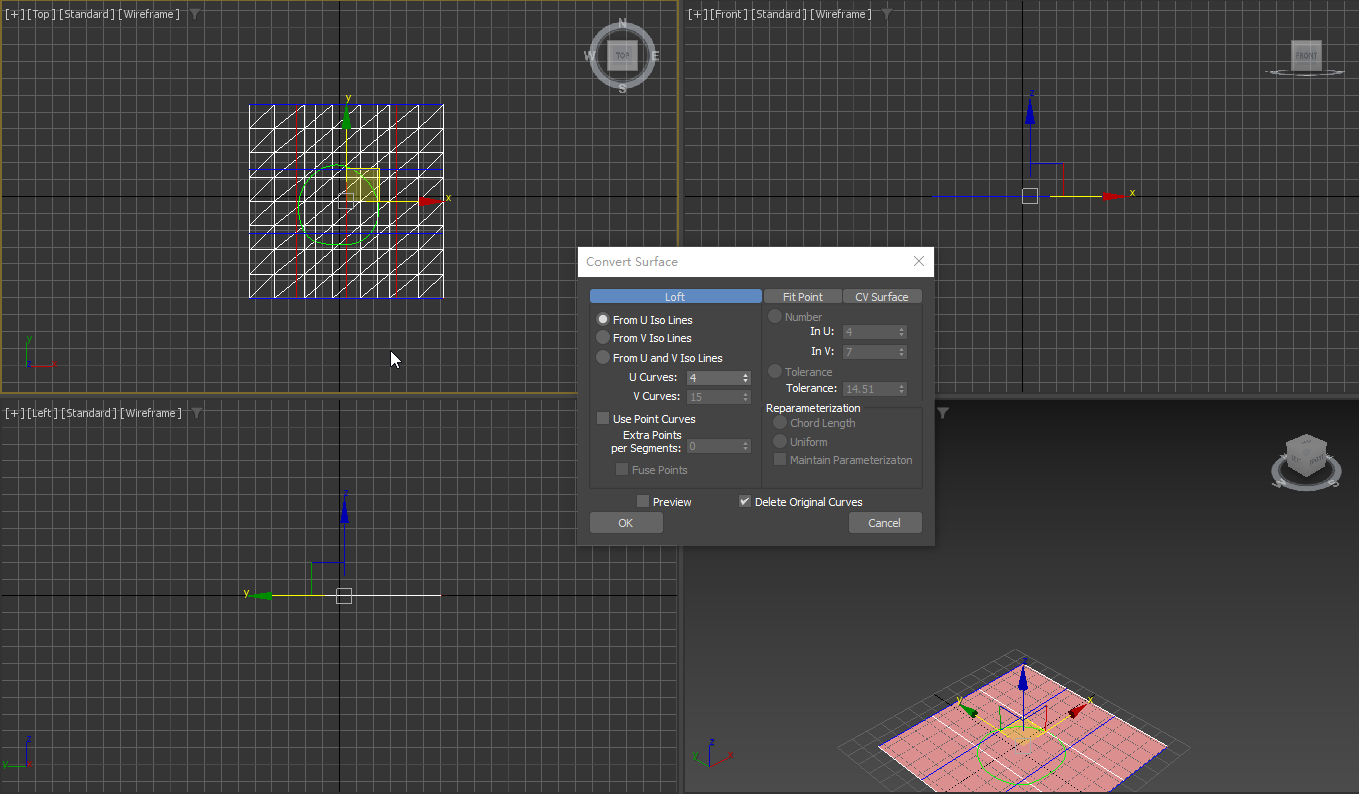 [+] [Top ] [Standard ] [Wireframe ]
N
W TOP E
S
y
x
y
[+] [Front ] [Standard ] [Wireframe ]
FRONT
z
x
Convert Surface
Loft Fit Point CV Surface
From U Iso Lines
From V Iso Lines
From U and V Iso Lines
U Curves: 4
V Curves: 15
Use Point Curves
Extra Points
per Segments: 0
Fuse Points
Number
In U: 4
In V: 7
Tolerance
Tolerance: 14.51
Reparameterization
Chord Length
Uniform
Maintain Parameterizaton
Preview Delete Original Curves
OK Cancel
[+] [Left ] [Standard ] [Wireframe ]
z
y
z
y
W S
z
y x
z
y x